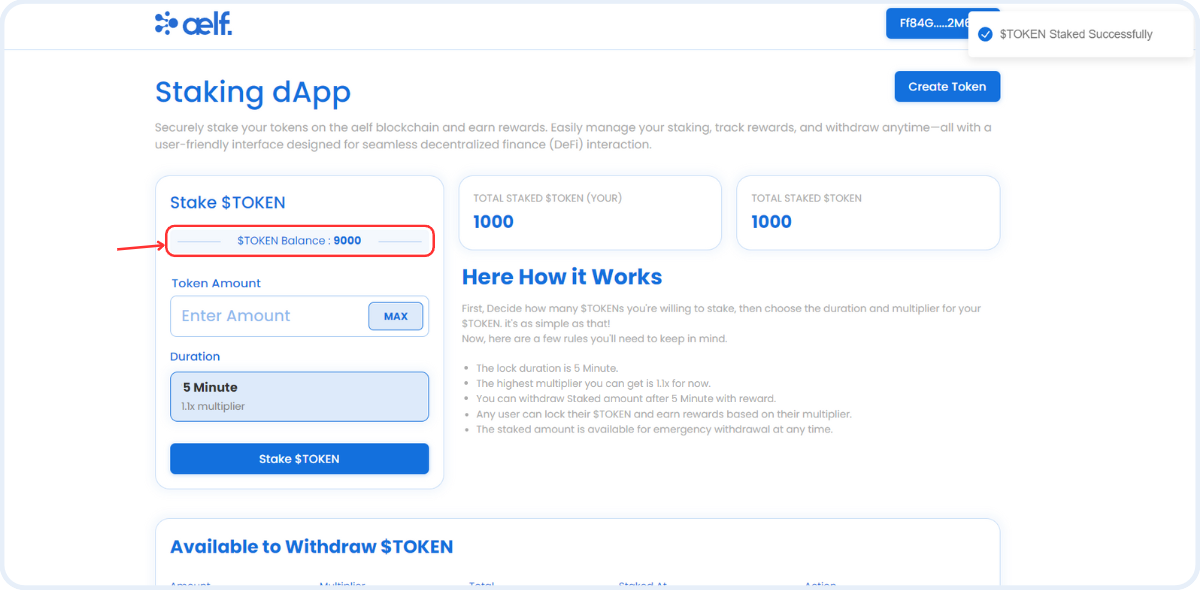 aelf.
Ff84G.....2M6
$TOKEN Staked Successfully
Staking dApp
Create Token
Securely stake your tokens on the aelf blockchain and earn rewards. Easily manage your staking, track rewards, and withdraw anytime—all with a
user-friendly interface designed for seamless decentralized finance (DeFi) interaction.
Stake $TOKEN
$TOKEN Balance : 9000
Token Amount
Enter Amount
MAX
Duration
5 Minute
1.1x multiplier
Stake $TOKEN
TOTAL STAKED $TOKEN (YOUR)
1000
TOTAL STAKED $TOKEN
1000
Here How it Works
First, Decide how many $TOKENs you're willing to stake, then choose the duration and multiplier for your
$TOKEN. it's as simple as that!
Now, here are a few rules you'll need to keep in mind.
• The lock duration is 5 Minute.
• The highest multiplier you can get is 1.1x for now.
• You can withdraw Staked amount after 5 Minute with reward.
• Any user can lock their $TOKEN and earn rewards based on their multiplier.
• The staked amount is available for emergency withdrawal at any time.
Available to Withdraw $TOKEN
Amount Multiplier Total Staked At Action